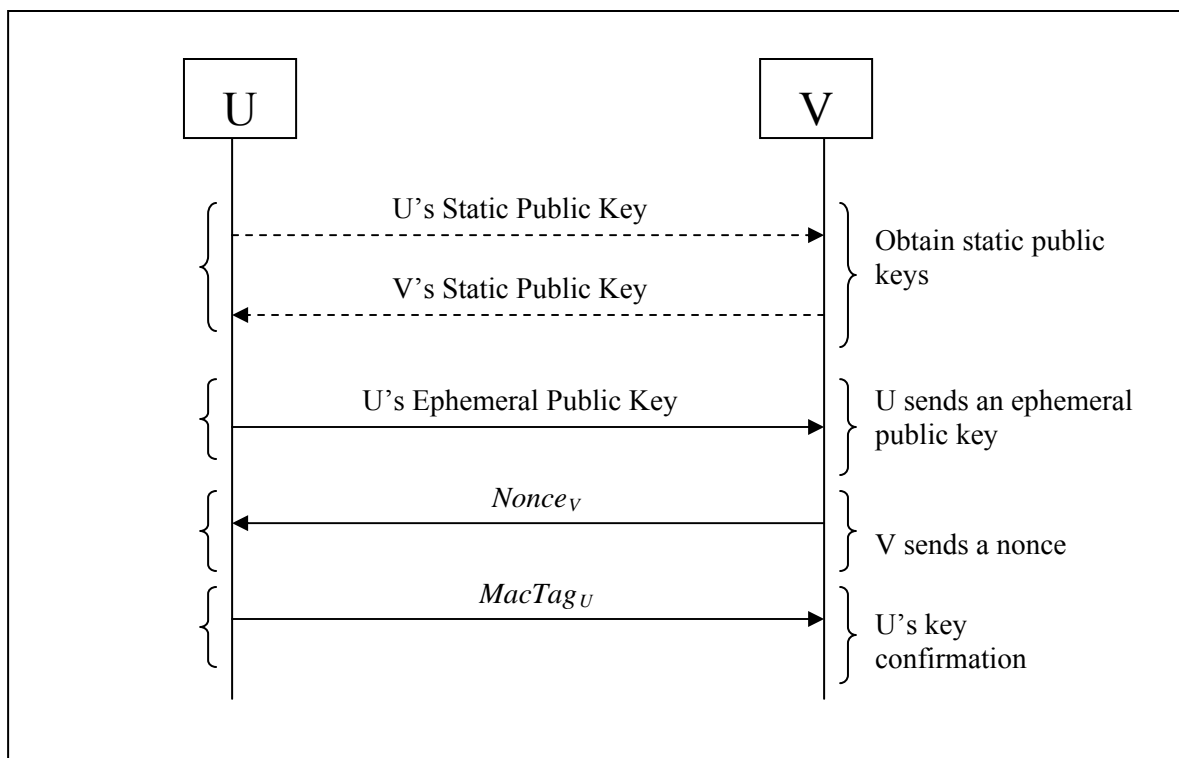 U
V
U’s Static Public Key
V’s Static Public Key
Obtain static public
keys
U’s Ephemeral Public Key
U sends an ephemeral
public key
NonceV
V sends a nonce
MacTagU
U’s key
confirmation